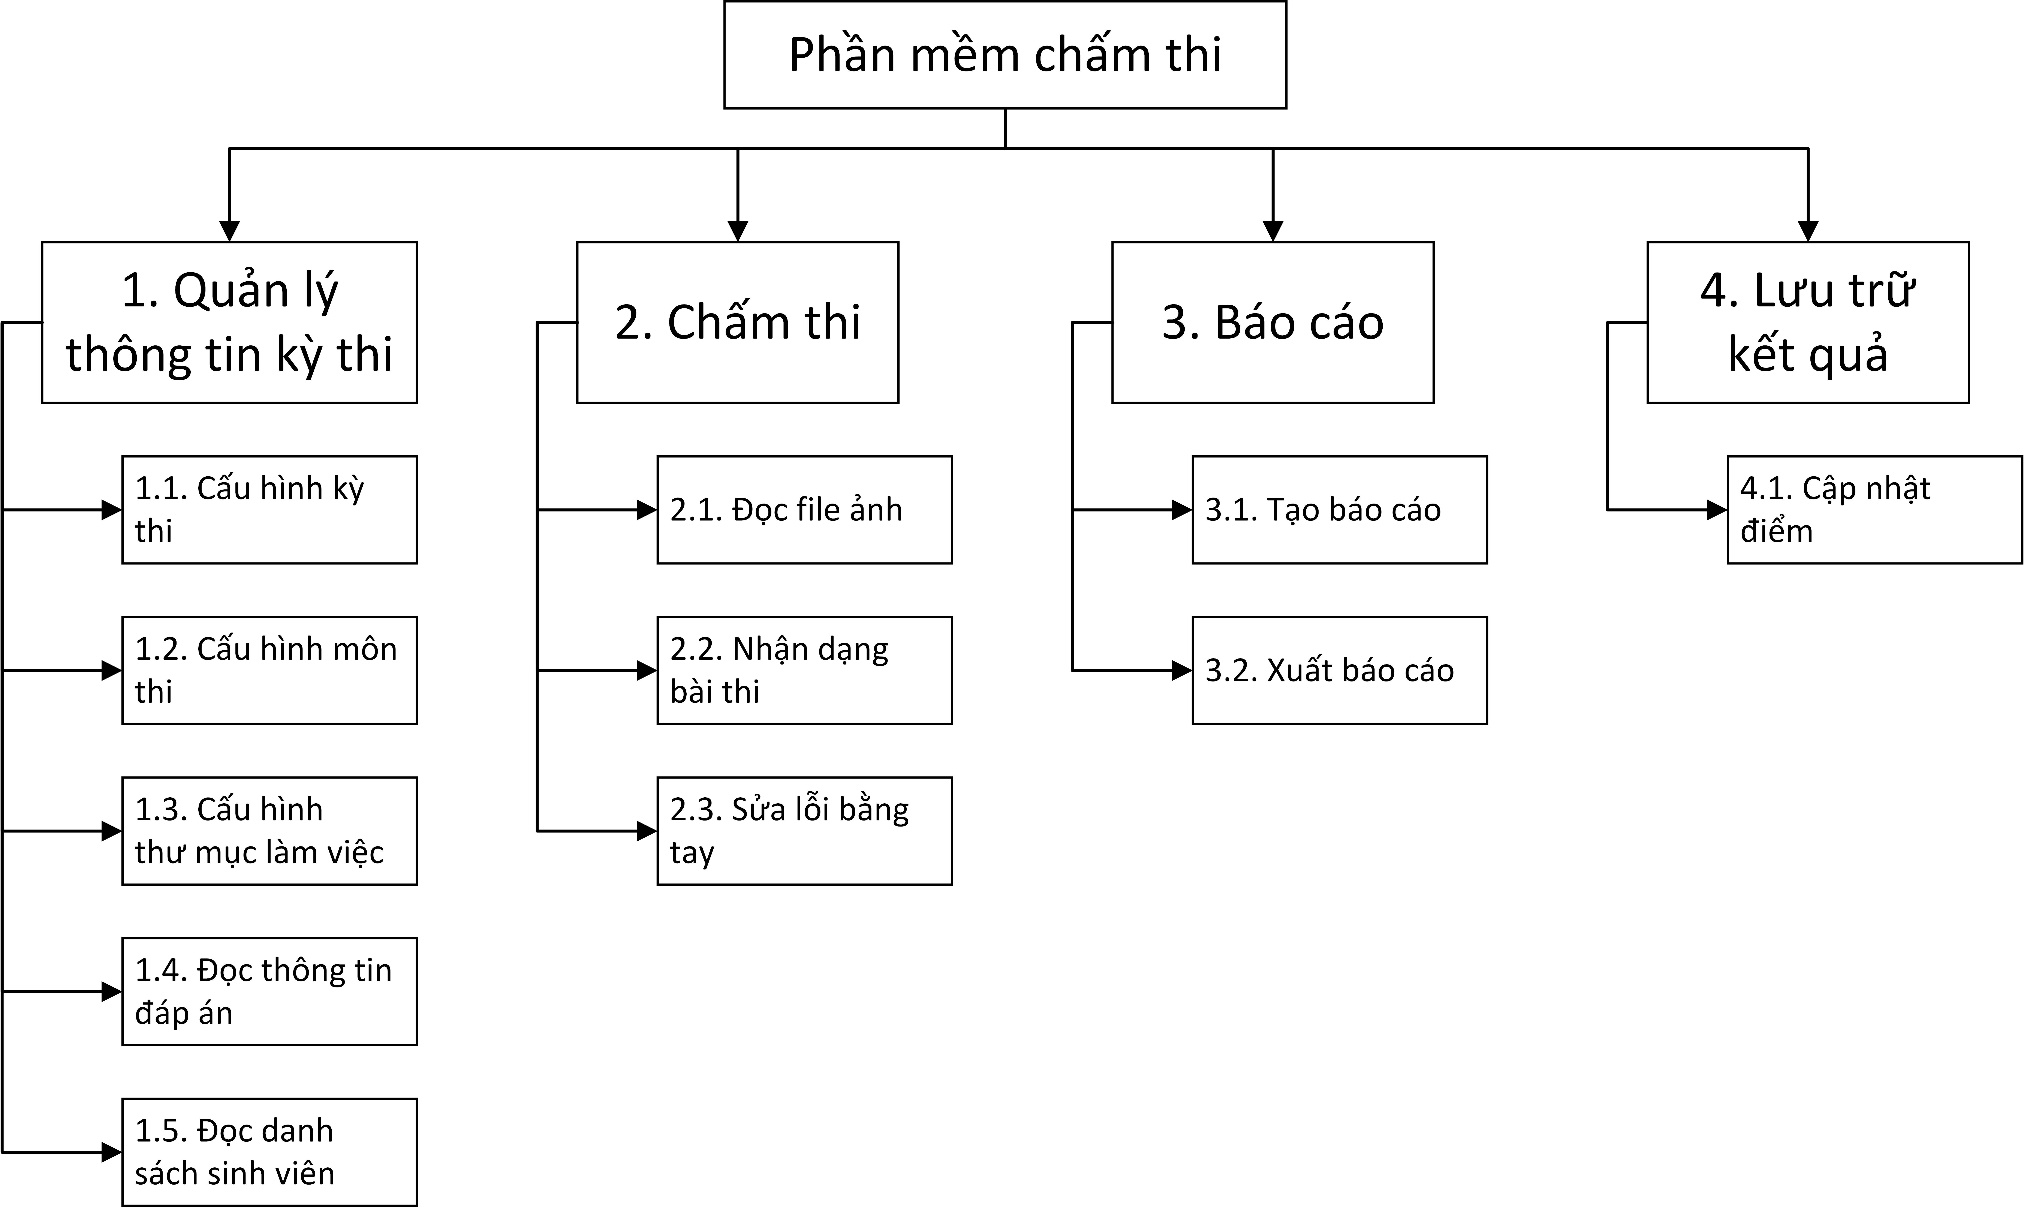 Phần mềm chấm thi
1. Quản lý
thông tin kỳ thi
1.1. Cấu hình kỳ
thi
1.2. Cấu hình môn
thi
1.3. Cấu hình
thư mục làm việc
1.4. Đọc thông tin
đáp án
1.5. Đọc danh
sách sinh viên
2. Chấm thi
2.1. Đọc file ảnh
2.2. Nhận dạng
bài thi
2.3. Sửa lỗi bằng
tay
3. Báo cáo
3.1. Tạo báo cáo
3.2. Xuất báo cáo
4. Lưu trữ
kết quả
4.1. Cập nhật
điểm